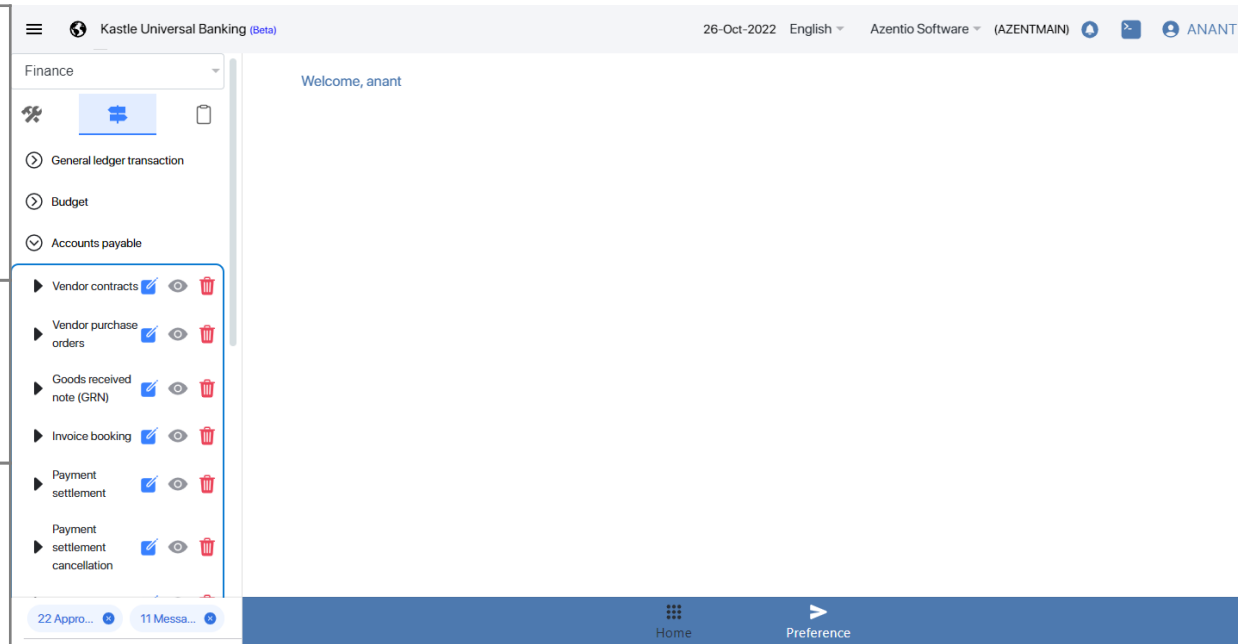 Kastle Universal Banking (Beta)
26-Oct-2022 English Azentio Software (AZENTMAIN) ANANT
Finance
Welcome, anant
General ledger transaction
Budget
Accounts payable
Vendor contracts
Vendor purchase
orders
Goods received
note (GRN)
Invoice booking
Payment
settlement
Payment
settlement
cancellation
22 Appro...
11 Messa...
Home
Preference